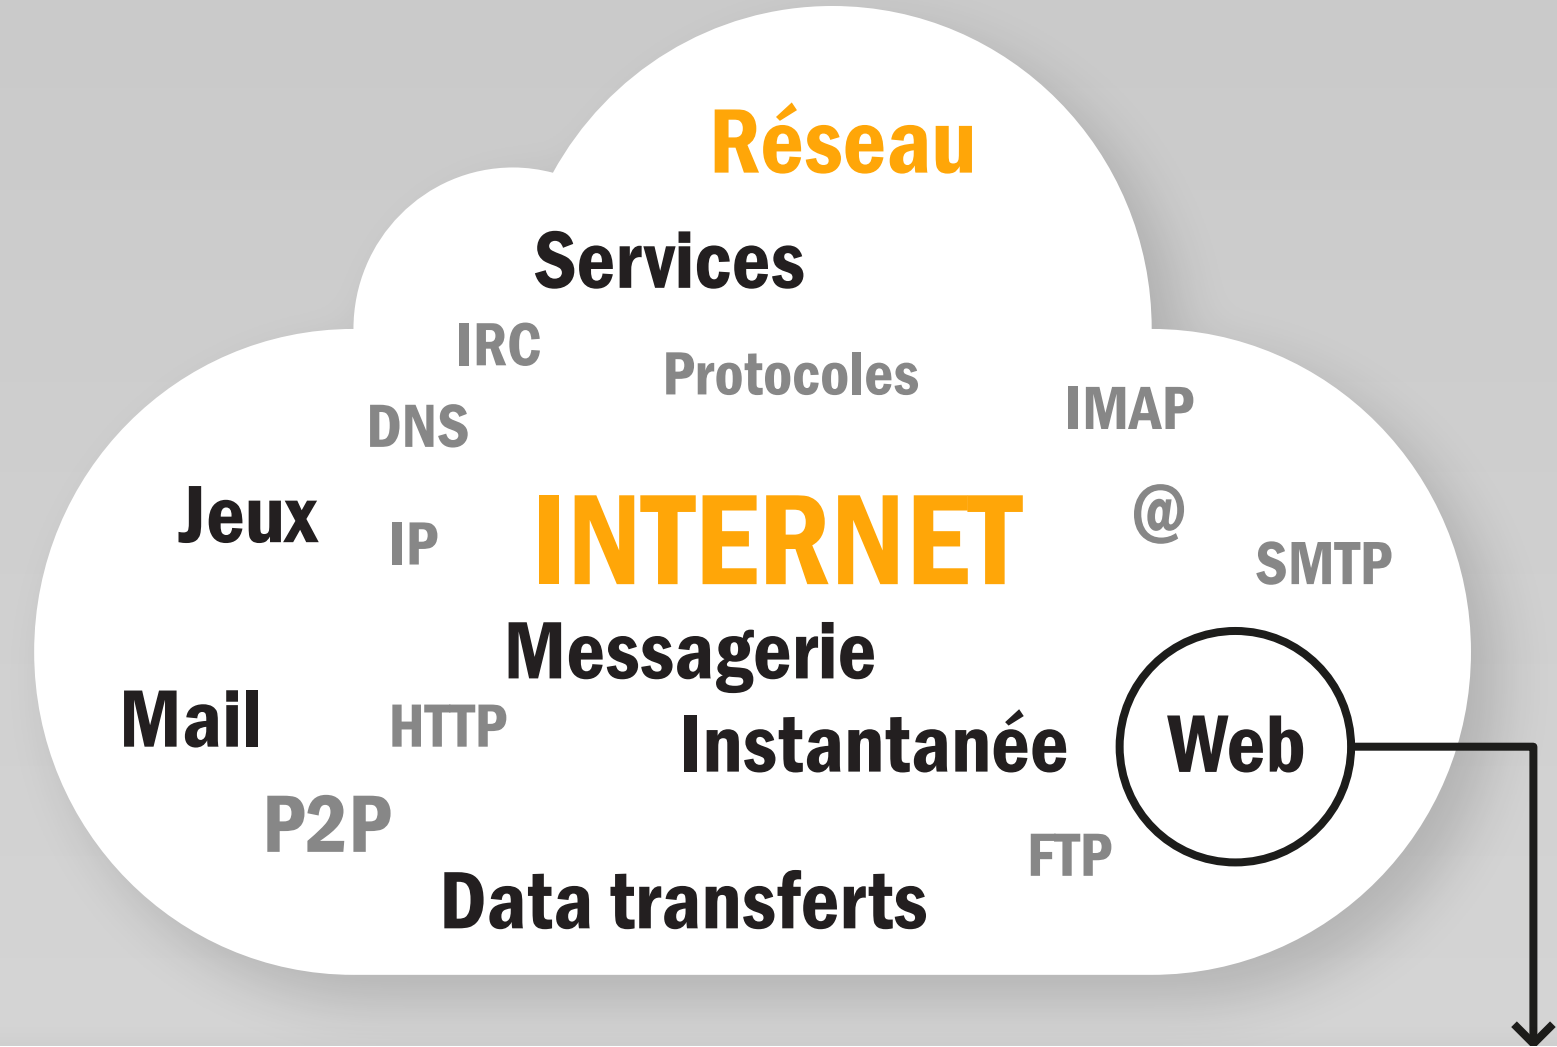 Réseau
Services
IRC
Protocoles
IMAP
DNS
Jeux
IP
INTERNET
@
SMTP
Messagerie
Instantanée
Mail
HTTP
Web
P2P
FTP
Data transferts